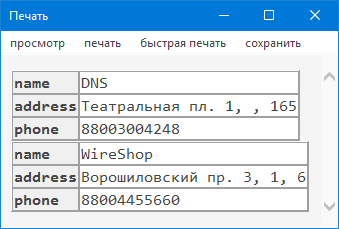 Печать
просмотр печать быстрая печать сохранить
name DNS
address Театральная пл. 1, , 165
phone 88003004248
name WireShop
address Ворошиловский пр. 3, 1, 6
phone 88004455660